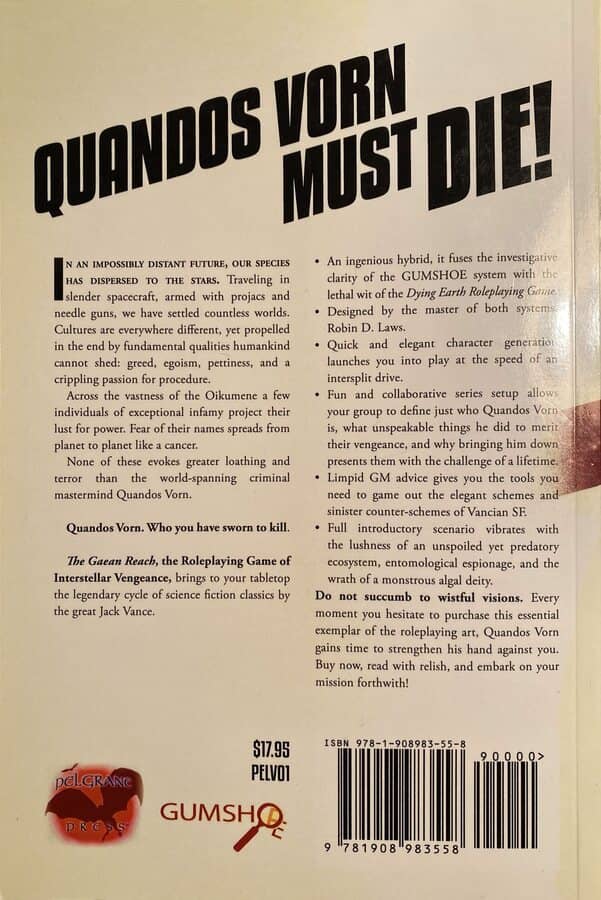 QUANDOS VORN
MUST DIE!
IN AN IMPOSSIBLY DISTANT FUTURE, OUR SPECIES
HAS DISPERSED TO THE STARS. Traveling in
slender spacecraft, armed with projacs and
needle guns, we have settled countless worlds.
Cultures are everywhere different, yet propelled
in the end by fundamental qualities humankind
cannot shed: greed, egoism, pettiness, and a
crippling passion for procedure.
Across the vastness of the Oikumene a few
individuals of exceptional infamy project their
lust for power. Fear of their names spreads from
planet to planet like a cancer.
None of these evokes greater loathing and
terror than the world-spanning criminal
mastermind Quandos Vorn.
Quandos Vorn. Who you have sworn to kill.
The Gaean Reach, the Roleplaying Game of
Interstellar Vengeance, brings to your tabletop
the legendary cycle of science fiction classics by
the great Jack Vance.
• An ingenious hybrid, it fuses the investigative
clarity of the GUMSHOE system with the
lethal wit of the Dying Earth Roleplaying Game.
• Designed by the master of both systems,
Robin D. Laws.
• Quick and elegant character generation
launches you into play at the speed of an
intersplit drive.
• Fun and collaborative series setup allows
your group to define just who Quandos Vorn
is, what unspeakable things he did to merit
their vengeance, and why bringing him down
presents them with the challenge of a lifetime.
• Limpid GM advice gives you the tools you
need to game out the elegant schemes and
sinister counter-schemes of Vancian SF.
• Full introductory scenario vibrates with
the lushness of an unspoiled yet predatory
ecosystem, entomological espionage, and the
wrath of a monstrous algal deity.
Do not succumb to wistful visions. Every
moment you hesitate to purchase this essential
exemplar of the roleplaying art, Quandos Vorn
gains time to strengthen his hand against you.
Buy now, read with relish, and embark on your
mission forthwith!
$17.95
PELV01
PELGRANE
PRESS
GUMSHOE
ISBN 978-1-908983-55-8
90000>
9 781908 983558